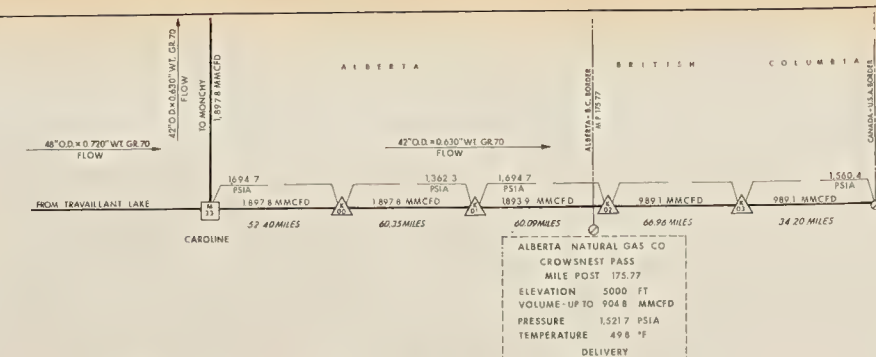 ALBERTA
BRITISH COLUMBIA
42" O.D. × 0.630" WT. GR.70
FLOW
TO MONCHY
1,897.8 MMCFD
ALBERTA - B.C. BORDER
M P 175.77
CANADA - U.S.A. BORDER
48" O.D. × 0.720" WT. GR.70
FLOW
42" O.D. × 0.630" WT. GR.70
FLOW
1694.7
PSIA
1,362.3
PSIA
1,694.7
PSIA
1,560.4
PSIA
FROM TRAVAILLANT LAKE
M
33
1897.8 MMCFD
K
00
1897.8 MMCFD
K
01
1893.9 MMCFD
K
02
989.1 MMCFD
K
03
989.1 MMCFD
52.40 MILES
60.35 MILES
60.09 MILES
66.96 MILES
34.20 MILES
CAROLINE
ALBERTA NATURAL GAS CO
CROWSNEST PASS
MILE POST 175.77
ELEVATION 5000 FT
VOLUME - UP TO 904.8 MMCFD
PRESSURE 1,521.7 PSIA
TEMPERATURE 49.8 °F
DELIVERY